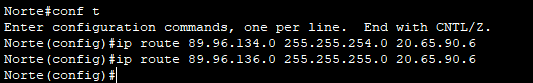 Norte#conf t
Enter configuration commands, one per line.  End with CNTL/Z.
Norte(config)#ip route 89.96.134.0 255.255.254.0 20.65.90.6
Norte(config)#ip route 89.96.136.0 255.255.255.0 20.65.90.6
Norte(config)#